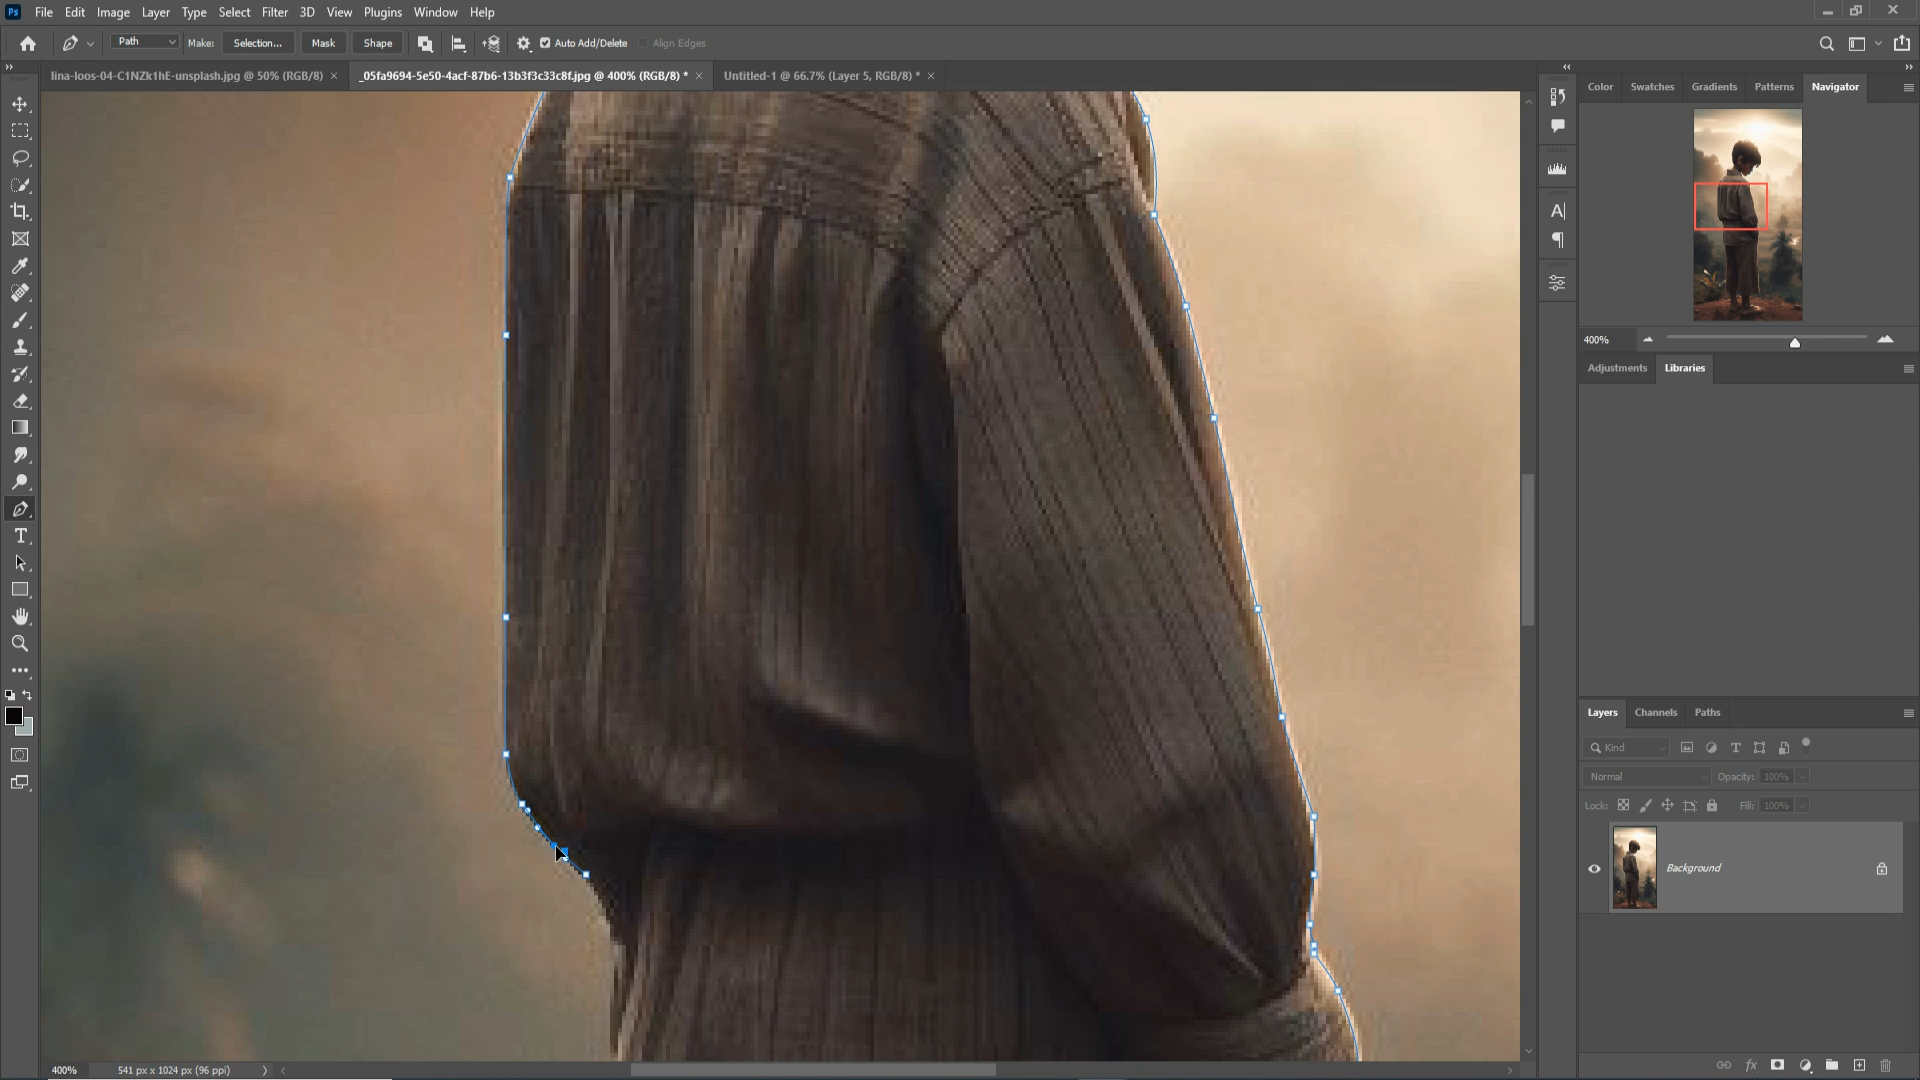 Ps File Edit Image Layer Type Select Filter 3D View Plugins Window Help
Path Make: Selection... Mask Shape Auto Add/Delete Align Edges
lina-loos-04-C1NZk1hE-unsplash.jpg @ 50% (RGB/8) × _05fa9694-5e50-4acf-87b6-13b3f3c33c8f.jpg @ 400% (RGB/8) * × Untitled-1 @ 66.7% (Layer 5, RGB/8) * ×
Color Swatches Gradients Patterns Navigator
400%
Adjustments Libraries
Layers Channels Paths
Kind
Normal Opacity: 100%
Lock: Fill: 100%
Background
fx
400% 541 px x 1024 px (96 ppi)